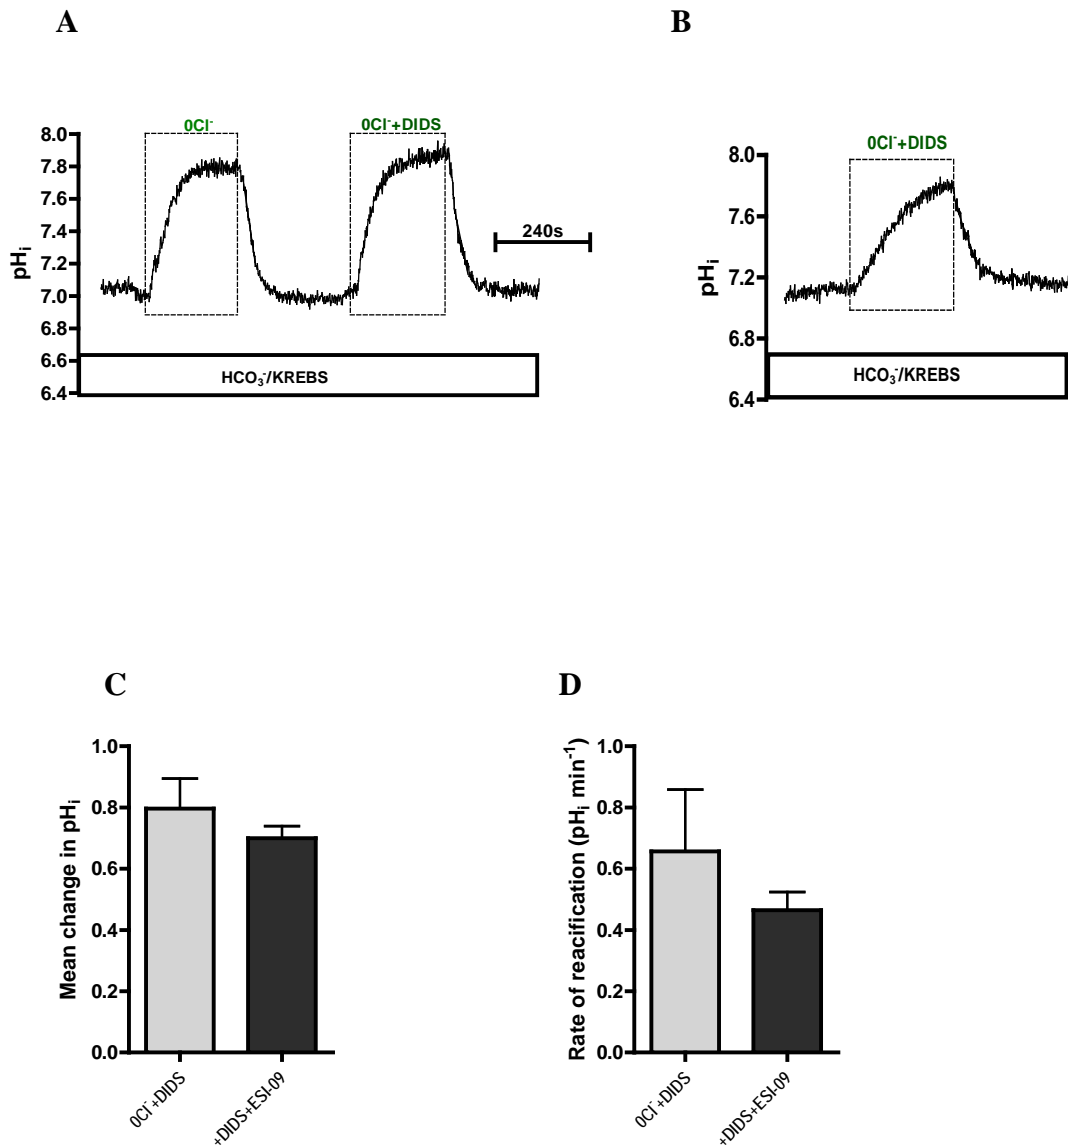 A
B
0Cl⁻
0Cl⁻+DIDS
8.0
7.8
7.6
7.4
7.2
7.0
6.8
6.6
6.4
pHᵢ
240s
HCO₃⁻/KREBS
0Cl⁻+DIDS
8.0
7.6
7.2
6.8
6.4
pHᵢ
HCO₃⁻/KREBS
C
D
1.0
0.8
0.6
0.4
0.2
0.0
Mean change in pHᵢ
0Cl⁻+DIDS
+DIDS+ESI-09
1.0
0.8
0.6
0.4
0.2
0.0
Rate of reacification (pHᵢ min⁻¹)
0Cl⁻+DIDS
+DIDS+ESI-09